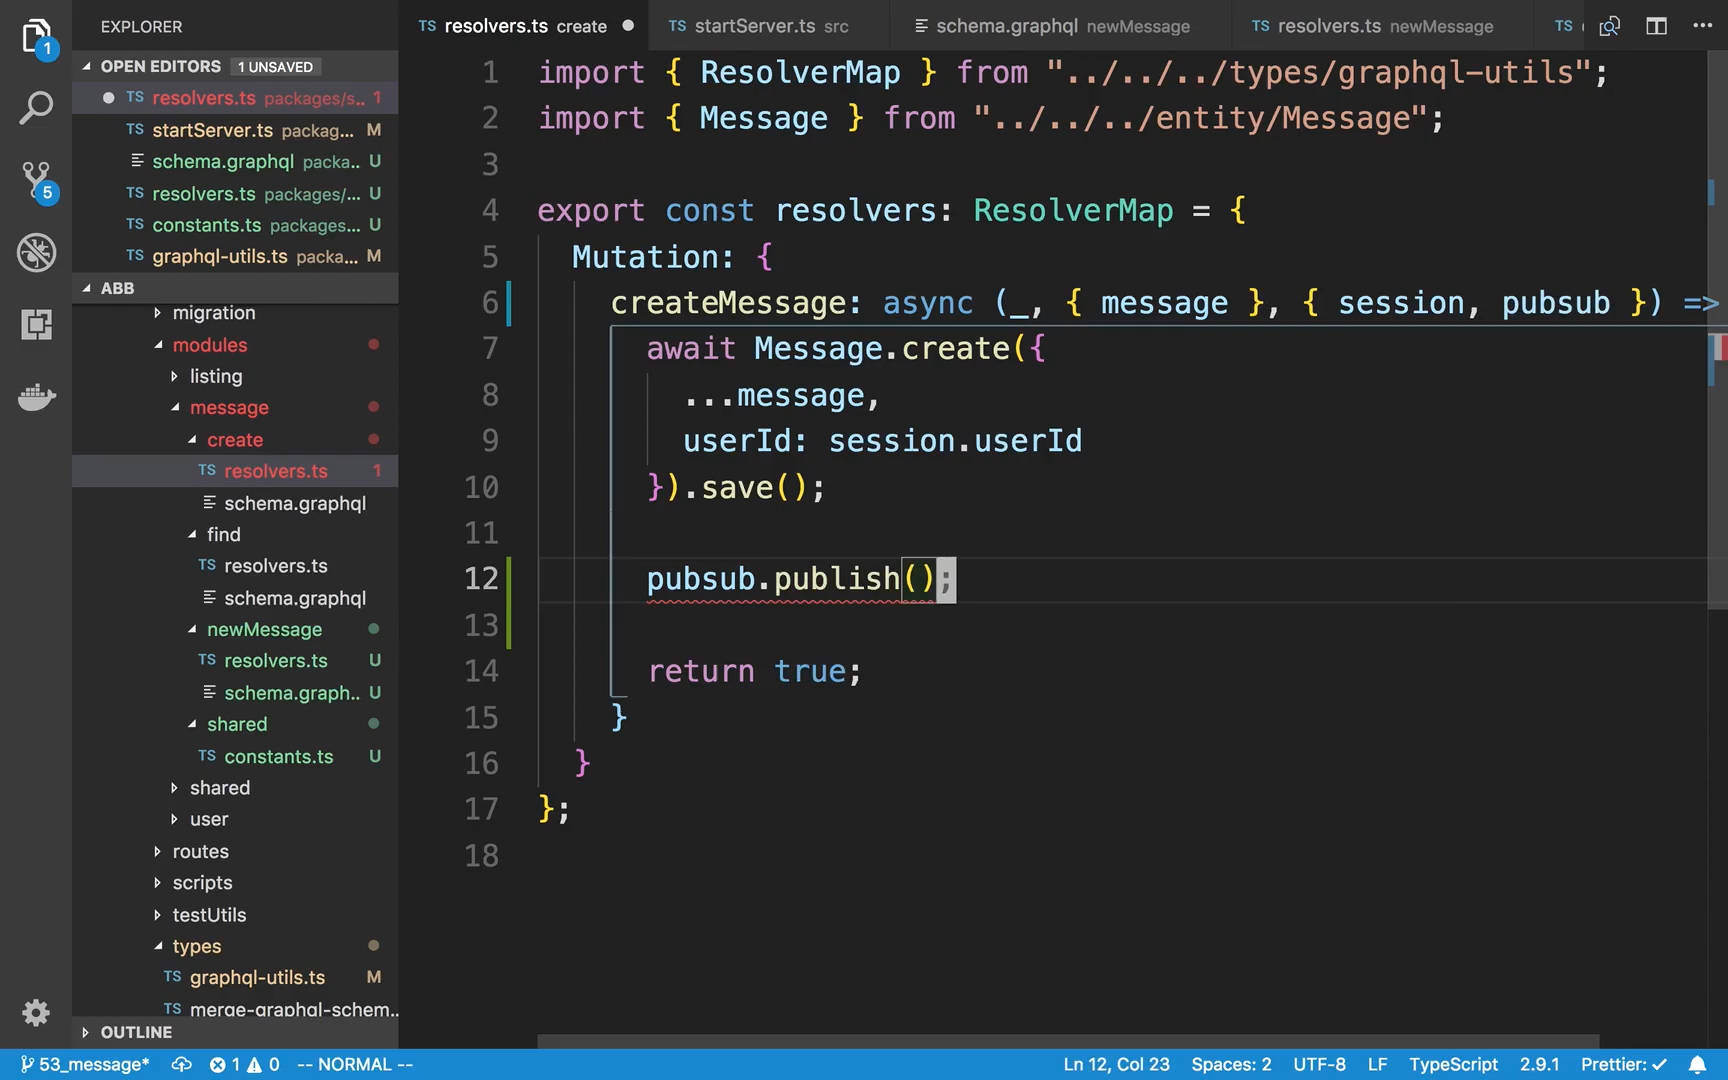 EXPLORER
OPEN EDITORS 1 UNSAVED
TS resolvers.ts packages/s... 1
TS startServer.ts packag... M
schema.graphql packa... U
TS resolvers.ts packages/... U
TS constants.ts packages... U
TS graphql-utils.ts packa... M
ABB
migration
modules
listing
message
create
TS resolvers.ts 1
schema.graphql
find
TS resolvers.ts
schema.graphql
newMessage
TS resolvers.ts U
schema.graph.. U
shared
TS constants.ts U
shared
user
routes
scripts
testUtils
types
TS graphql-utils.ts M
TS merge-graphql-schem...
OUTLINE
1
5
TS resolvers.ts create
TS startServer.ts src
schema.graphql newMessage
TS resolvers.ts newMessage
TS
1 import { ResolverMap } from "../../../types/graphql-utils";
2 import { Message } from "../../../entity/Message";
3
4 export const resolvers: ResolverMap = {
5 Mutation: {
6 createMessage: async (_, { message }, { session, pubsub }) =>
7 await Message.create({
8 ...message,
9 userId: session.userId
10 }).save();
11
12 pubsub.publish();
13
14 return true;
15 }
16 }
17 };
18
53_message* 1 0 -- NORMAL -- Ln 12, Col 23 Spaces: 2 UTF-8 LF TypeScript 2.9.1 Prettier: ✓